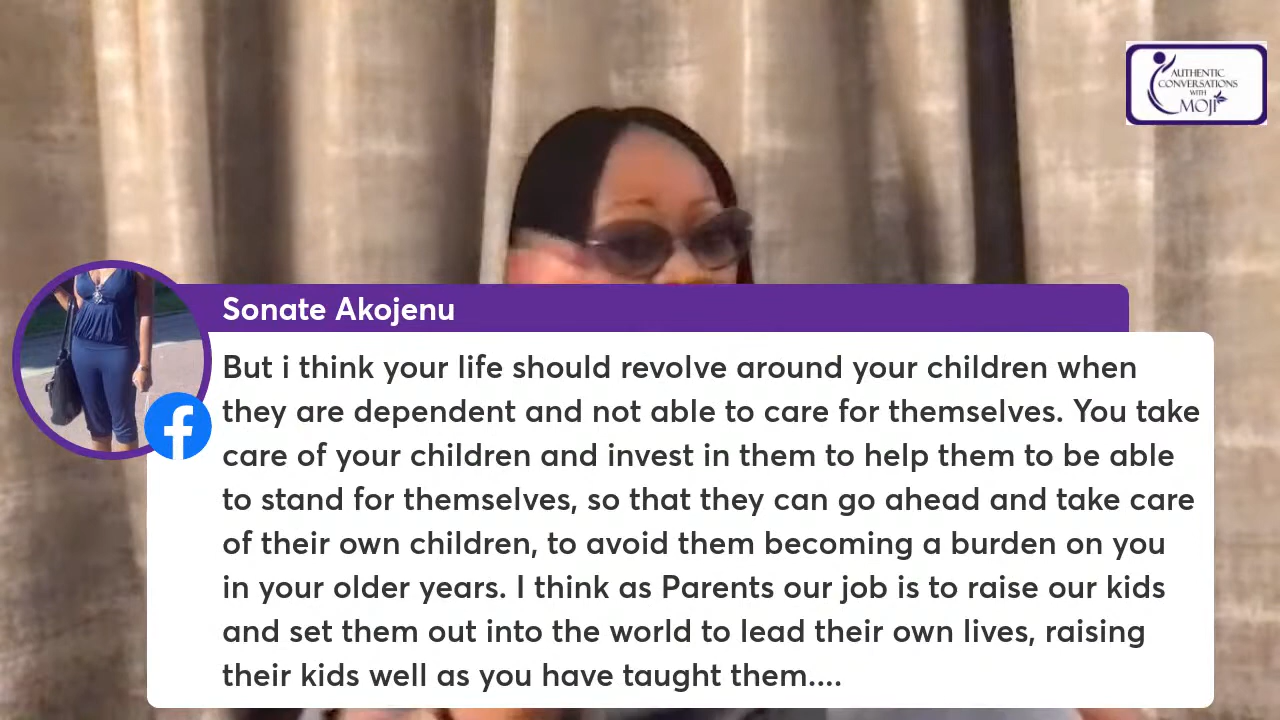 AUTHENTIC
CONVERSATIONS
WITH
MOJI
Sonate Akojenu
But i think your life should revolve around your children when
they are dependent and not able to care for themselves. You take
care of your children and invest in them to help them to be able
to stand for themselves, so that they can go ahead and take care
of their own children, to avoid them becoming a burden on you
in your older years. I think as Parents our job is to raise our kids
and set them out into the world to lead their own lives, raising
their kids well as you have taught them....